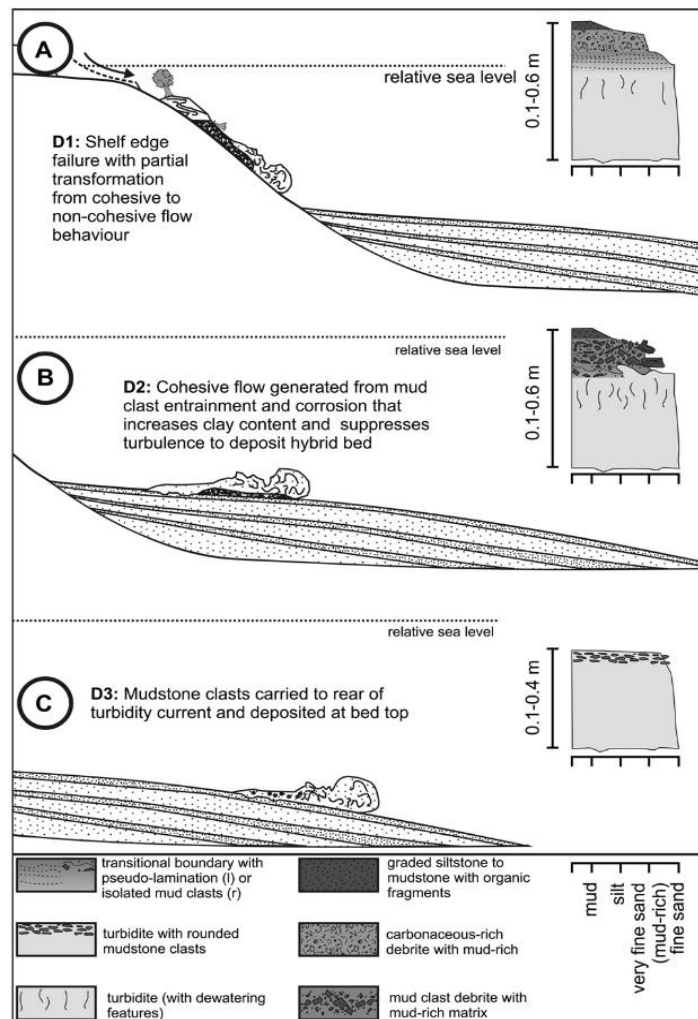 A
relative sea level
0.1-0.6 m
D1: Shelf edge
failure with partial
transformation
from cohesive to
non-cohesive flow
behaviour
relative sea level
B
0.1-0.6 m
D2: Cohesive flow generated from mud
clast entrainment and corrosion that
increases clay content and suppresses
turbulence to deposit hybrid bed
relative sea level
C
0.1-0.4 m
D3: Mudstone clasts carried to rear of
turbidity current and deposited at bed top
transitional boundary with
pseudo-lamination (l) or
isolated mud clasts (r)
graded siltstone to
mudstone with organic
fragments
mud
silt
very fine sand
(mud-rich)
fine sand
turbidite with rounded
mudstone clasts
carbonaceous-rich
debrite with mud-rich
turbidite (with dewatering
features)
mud clast debrite with
mud-rich matrix